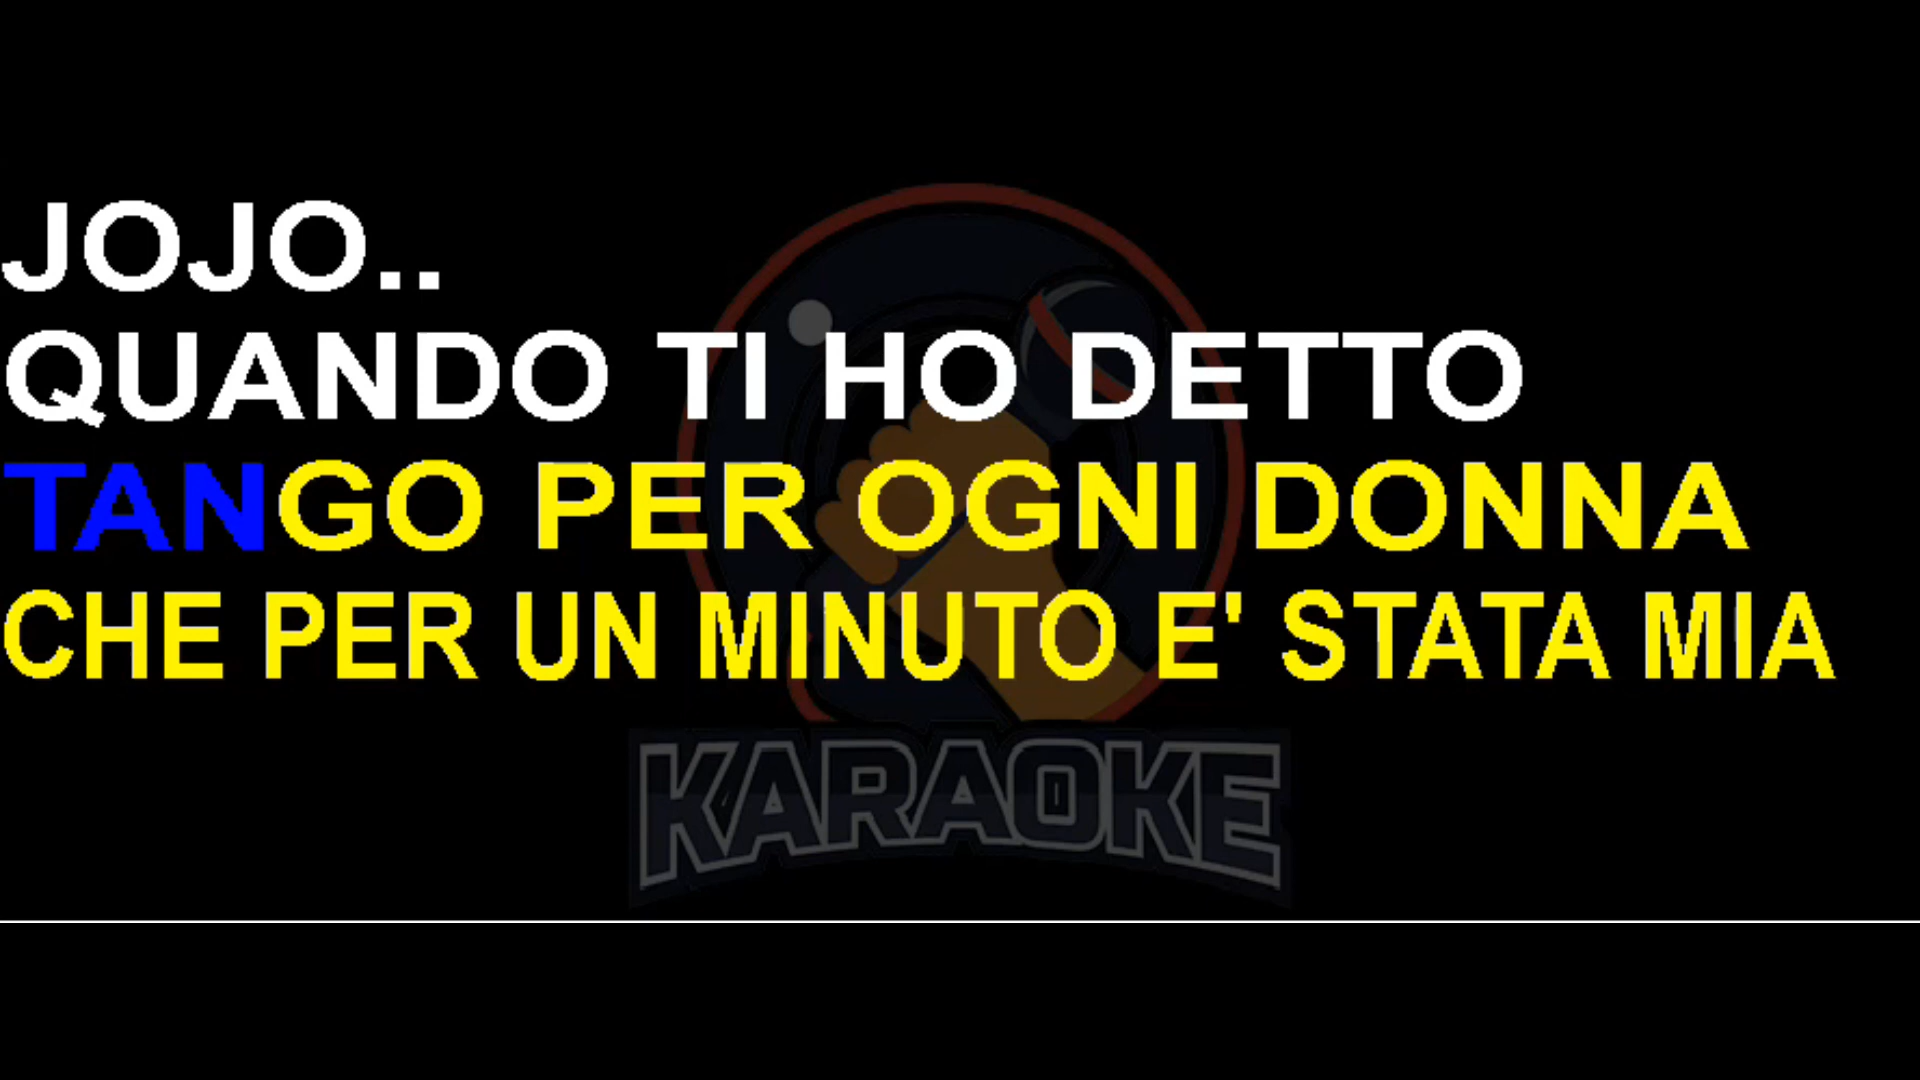 JOJO..
QUANDO TI HO DETTO
TANGO PER OGNI DONNA
CHE PER UN MINUTO E' STATA MIA
KARAOKE